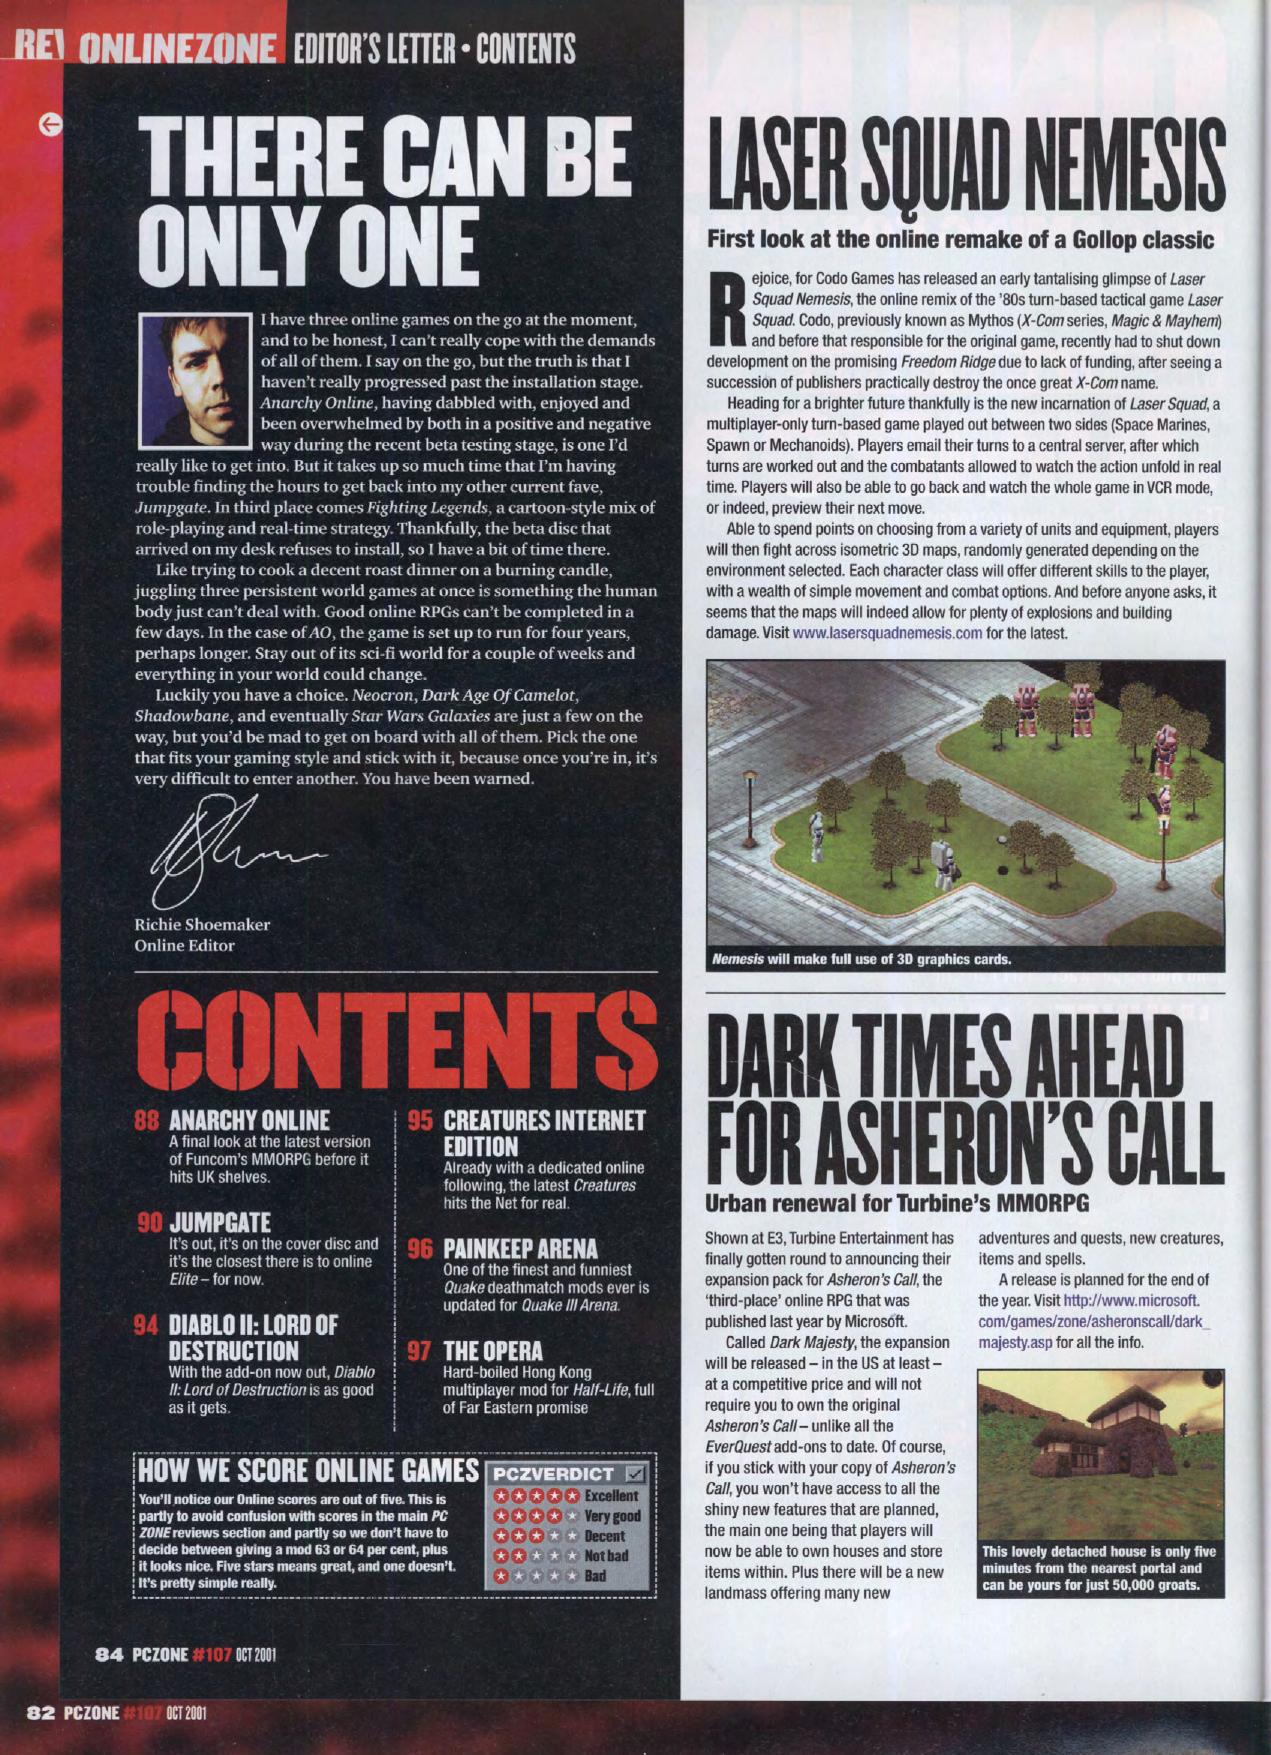 REV ONLINEZONE EDITOR'S LETTER • CONTENTS
THERE CAN BE
ONLY ONE
I have three online games on the go at the moment,
and to be honest, I can't really cope with the demands
of all of them. I say on the go, but the truth is that I
haven't really progressed past the installation stage.
Anarchy Online, having dabbled with, enjoyed and
been overwhelmed by both in a positive and negative
way during the recent beta testing stage, is one I'd
really like to get into. But it takes up so much time that I'm having
trouble finding the hours to get back into my other current fave,
Jumpgate. In third place comes Fighting Legends, a cartoon-style mix of
role-playing and real-time strategy. Thankfully, the beta disc that
arrived on my desk refuses to install, so I have a bit of time there.
Like trying to cook a decent roast dinner on a burning candle,
juggling three persistent world games at once is something the human
body just can't deal with. Good online RPGs can't be completed in a
few days. In the case of AO, the game is set up to run for four years,
perhaps longer. Stay out of its sci-fi world for a couple of weeks and
everything in your world could change.
Luckily you have a choice. Neocron, Dark Age Of Camelot,
Shadowbane, and eventually Star Wars Galaxies are just a few on the
way, but you'd be mad to get on board with all of them. Pick the one
that fits your gaming style and stick with it, because once you're in, it's
very difficult to enter another. You have been warned.
Richie Shoemaker
Online Editor
CONTENTS
88 ANARCHY ONLINE
A final look at the latest version
of Funcom's MMORPG before it
hits UK shelves.
90 JUMPGATE
It's out, it's on the cover disc and
it's the closest there is to online
Elite – for now.
94 DIABLO II: LORD OF
DESTRUCTION
With the add-on now out, Diablo
II: Lord of Destruction is as good
as it gets.
95 CREATURES INTERNET
EDITION
Already with a dedicated online
following, the latest Creatures
hits the Net for real.
96 PAINKEEP ARENA
One of the finest and funniest
Quake deathmatch mods ever is
updated for Quake III Arena.
97 THE OPERA
Hard-boiled Hong Kong
multiplayer mod for Half-Life, full
of Far Eastern promise
HOW WE SCORE ONLINE GAMES
You'll notice our Online scores are out of five. This is
partly to avoid confusion with scores in the main PC
ZONE reviews section and partly so we don't have to
decide between giving a mod 63 or 64 per cent, plus
it looks nice. Five stars means great, and one doesn't.
It's pretty simple really.
PCZVERDICT
Excellent
Very good
Decent
Not bad
Bad
84 PCZONE #107 OCT 2001
82 PCZONE #107 OCT 2001
LASER SQUAD NEMESIS
First look at the online remake of a Gollop classic
Rejoice, for Codo Games has released an early tantalising glimpse of Laser
Squad Nemesis, the online remix of the '80s turn-based tactical game Laser
Squad. Codo, previously known as Mythos (X-Com series, Magic & Mayhem)
and before that responsible for the original game, recently had to shut down
development on the promising Freedom Ridge due to lack of funding, after seeing a
succession of publishers practically destroy the once great X-Com name.
Heading for a brighter future thankfully is the new incarnation of Laser Squad, a
multiplayer-only turn-based game played out between two sides (Space Marines,
Spawn or Mechanoids). Players email their turns to a central server, after which
turns are worked out and the combatants allowed to watch the action unfold in real
time. Players will also be able to go back and watch the whole game in VCR mode,
or indeed, preview their next move.
Able to spend points on choosing from a variety of units and equipment, players
will then fight across isometric 3D maps, randomly generated depending on the
environment selected. Each character class will offer different skills to the player,
with a wealth of simple movement and combat options. And before anyone asks, it
seems that the maps will indeed allow for plenty of explosions and building
damage. Visit www.lasersquadnemesis.com for the latest.
Nemesis will make full use of 3D graphics cards.
DARK TIMES AHEAD
FOR ASHERON'S CALL
Urban renewal for Turbine's MMORPG
Shown at E3, Turbine Entertainment has
finally gotten round to announcing their
expansion pack for Asheron's Call, the
'third-place' online RPG that was
published last year by Microsoft.
Called Dark Majesty, the expansion
will be released – in the US at least –
at a competitive price and will not
require you to own the original
Asheron's Call – unlike all the
EverQuest add-ons to date. Of course,
if you stick with your copy of Asheron's
Call, you won't have access to all the
shiny new features that are planned,
the main one being that players will
now be able to own houses and store
items within. Plus there will be a new
landmass offering many new
adventures and quests, new creatures,
items and spells.
A release is planned for the end of
the year. Visit http://www.microsoft.
com/games/zone/asheronscall/dark_
majesty.asp for all the info.
This lovely detached house is only five
minutes from the nearest portal and
can be yours for just 50,000 groats.